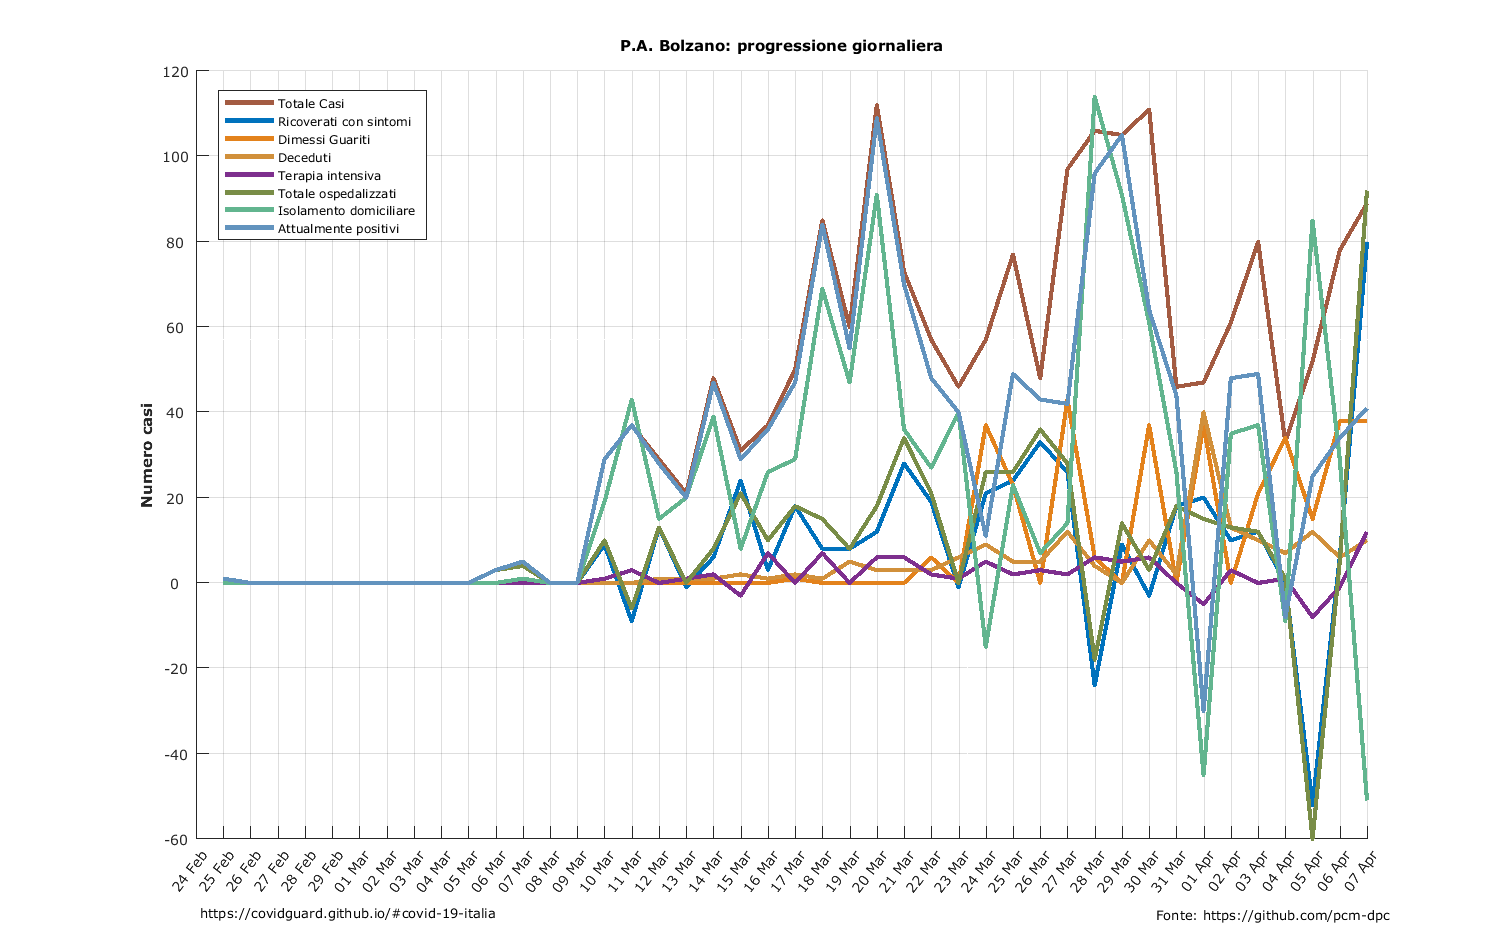 P.A. Bolzano: progressione giornaliera
120
100
80
60
40
20
0
-20
-40
-60
Numero casi
Totale Casi
Ricoverati con sintomi
Dimessi Guariti
Deceduti
Terapia intensiva
Totale ospedalizzati
Isolamento domiciliare
Attualmente positivi
24 Feb
25 Feb
26 Feb
27 Feb
28 Feb
29 Feb
01 Mar
02 Mar
03 Mar
04 Mar
05 Mar
06 Mar
07 Mar
08 Mar
09 Mar
10 Mar
11 Mar
12 Mar
13 Mar
14 Mar
15 Mar
16 Mar
17 Mar
18 Mar
19 Mar
20 Mar
21 Mar
22 Mar
23 Mar
24 Mar
25 Mar
26 Mar
27 Mar
28 Mar
29 Mar
30 Mar
31 Mar
01 Apr
02 Apr
03 Apr
04 Apr
05 Apr
06 Apr
07 Apr
https://covidguard.github.io/#covid-19-italia
Fonte: https://github.com/pcm-dpc